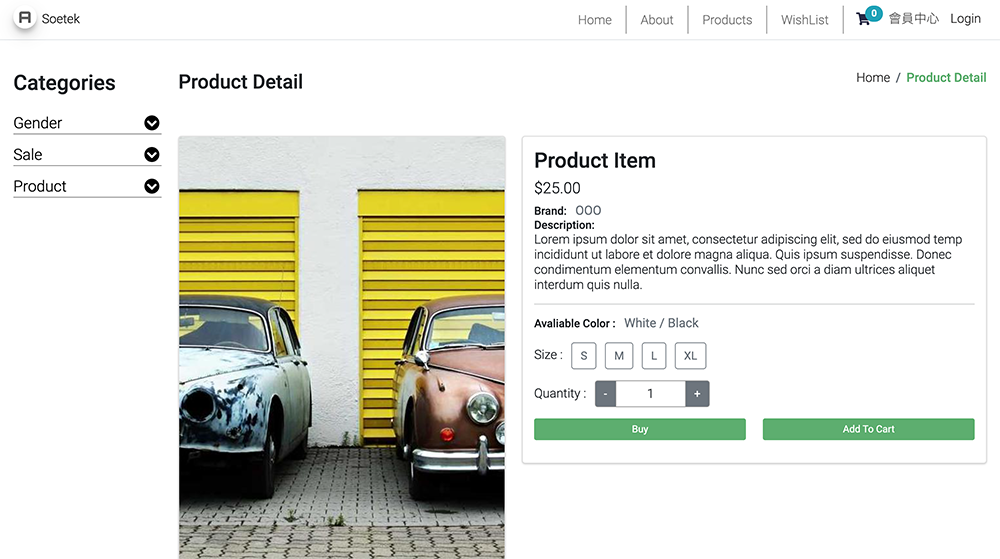 Soetek
Home
About
Products
WishList
0
會員中心
Login
Categories
Gender
Sale
Product
Product Detail
Home / Product Detail
Product Item
$25.00
Brand: OOO
Description:
Lorem ipsum dolor sit amet, consectetur adipiscing elit, sed do eiusmod temp
incididunt ut labore et dolore magna aliqua. Quis ipsum suspendisse. Donec
condimentum elementum convallis. Nunc sed orci a diam ultrices aliquet
interdum quis nulla.
Avaliable Color : White / Black
Size : S M L XL
Quantity : - 1 +
Buy
Add To Cart